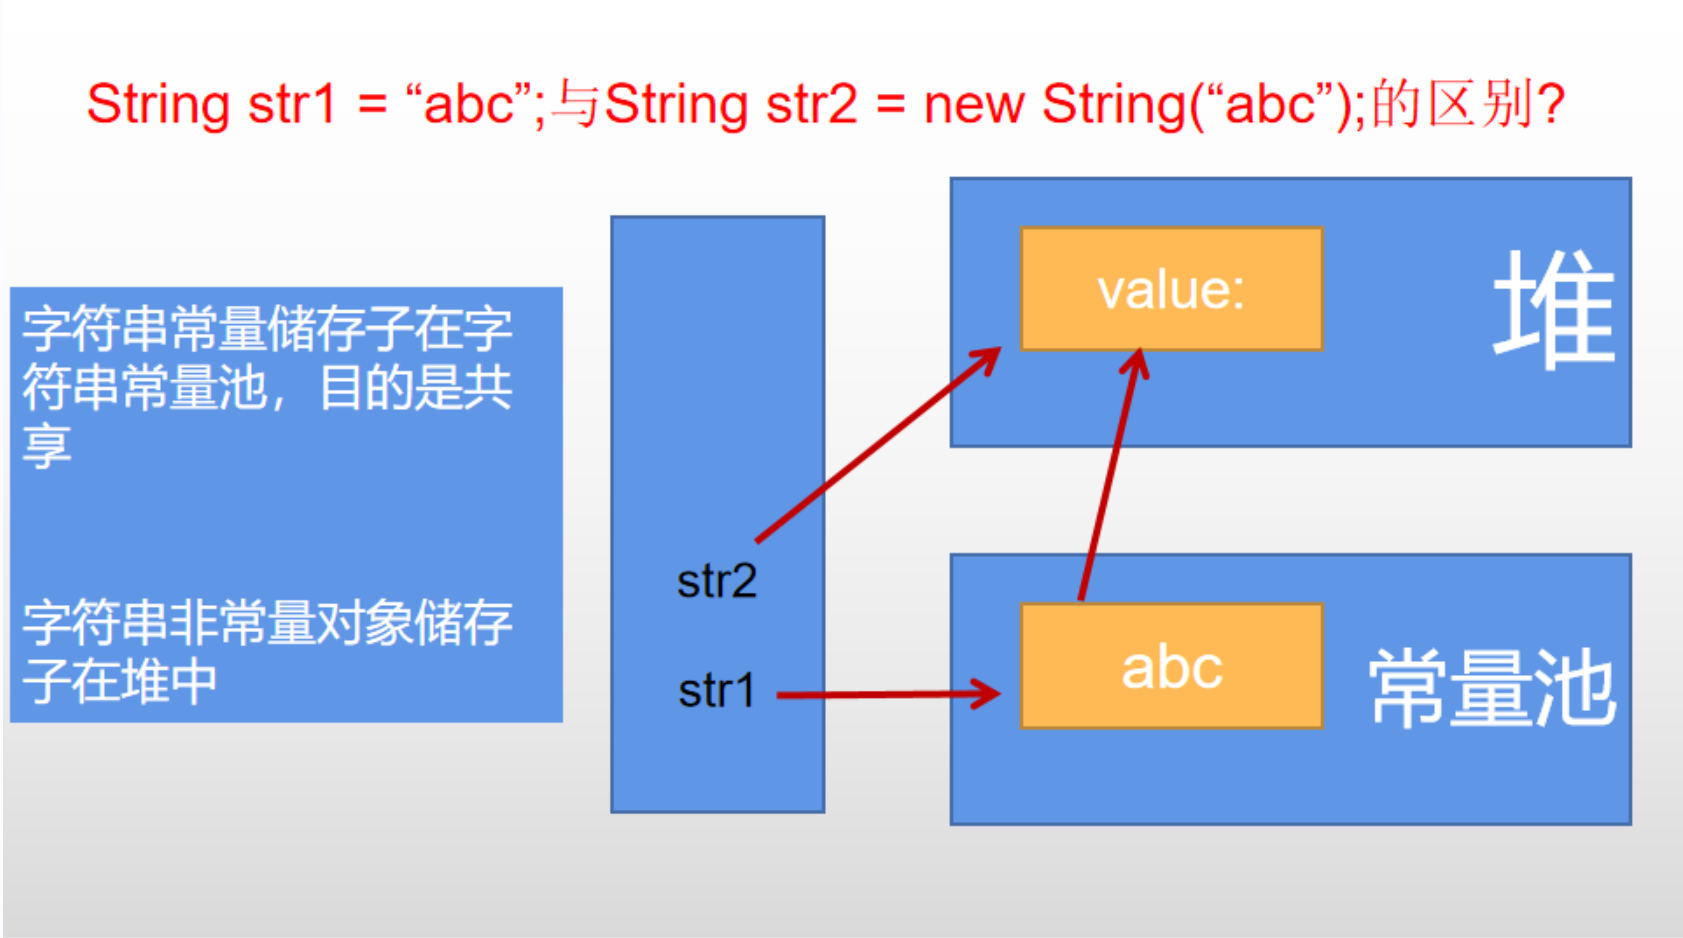 String str1 = “abc”;与String str2 = new String(“abc”);的区别?
字符串常量储存子在字
符串常量池，目的是共
享
字符串非常量对象储存
子在堆中
str2
str1
value:
堆
abc
常量池